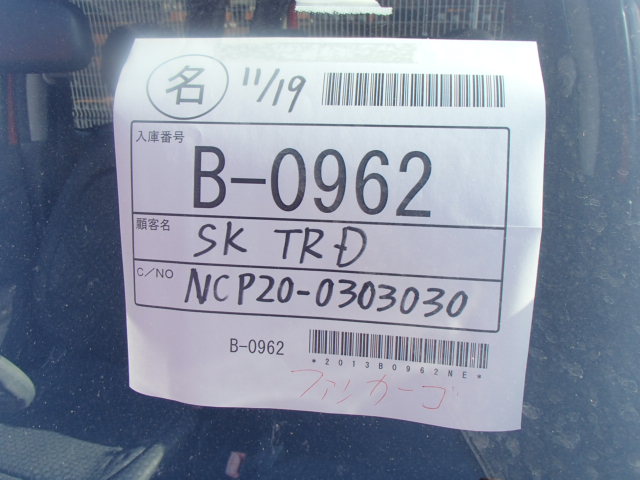 名 11/19
入庫番号
B-0962
顧客名
SK TRD
C/NO
NCP20-0303030
B-0962
*2013B0962NE*
ファンカーゴ